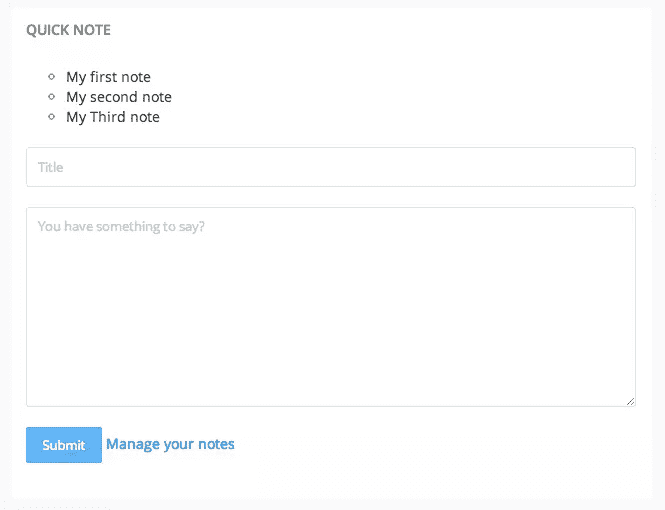 QUICK NOTE
My first note
My second note
My Third note
Title
You have something to say?
Submit Manage your notes